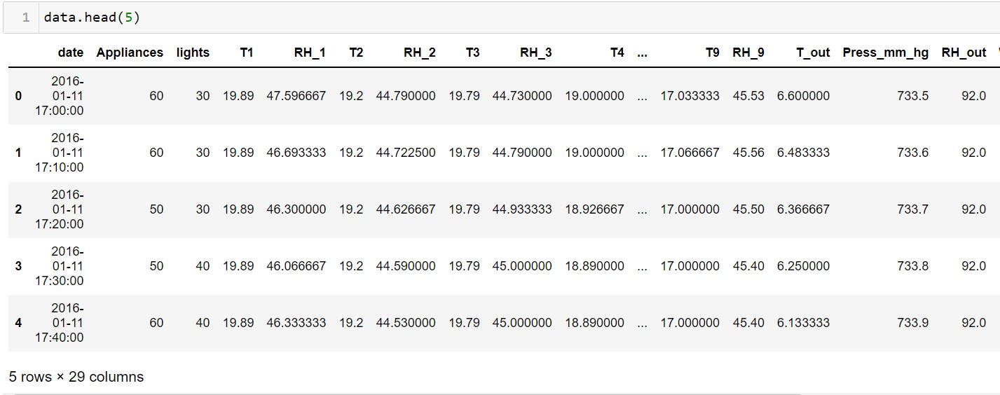 1 data.head(5)
date Appliances lights T1 RH_1 T2 RH_2 T3 RH_3 T4 ... T9 RH_9 T_out Press_mm_hg RH_out
2016-
0 01-11 60 30 19.89 47.596667 19.2 44.790000 19.79 44.730000 19.000000 ... 17.033333 45.53 6.600000 733.5 92.0
17:00:00
2016-
1 01-11 60 30 19.89 46.693333 19.2 44.722500 19.79 44.790000 19.000000 ... 17.066667 45.56 6.483333 733.6 92.0
17:10:00
2016-
2 01-11 50 30 19.89 46.300000 19.2 44.626667 19.79 44.933333 18.926667 ... 17.000000 45.50 6.366667 733.7 92.0
17:20:00
2016-
3 01-11 50 40 19.89 46.066667 19.2 44.590000 19.79 45.000000 18.890000 ... 17.000000 45.40 6.250000 733.8 92.0
17:30:00
2016-
4 01-11 60 40 19.89 46.333333 19.2 44.530000 19.79 45.000000 18.890000 ... 17.000000 45.40 6.133333 733.9 92.0
17:40:00
5 rows × 29 columns